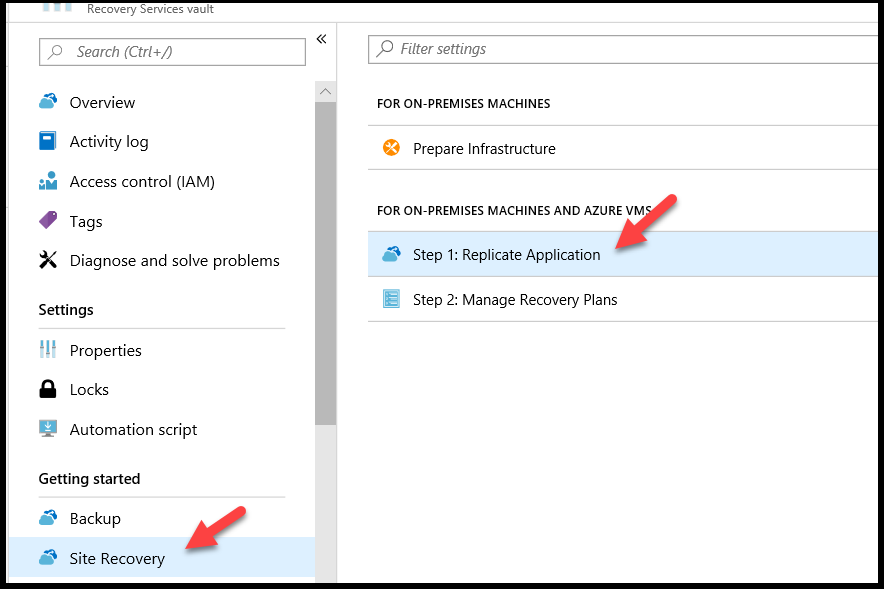 Recovery Services vault
Search (Ctrl+/)
Overview
Activity log
Access control (IAM)
Tags
Diagnose and solve problems
Settings
Properties
Locks
Automation script
Getting started
Backup
Site Recovery
Filter settings
FOR ON-PREMISES MACHINES
Prepare Infrastructure
FOR ON-PREMISES MACHINES AND AZURE VMS
Step 1: Replicate Application
Step 2: Manage Recovery Plans